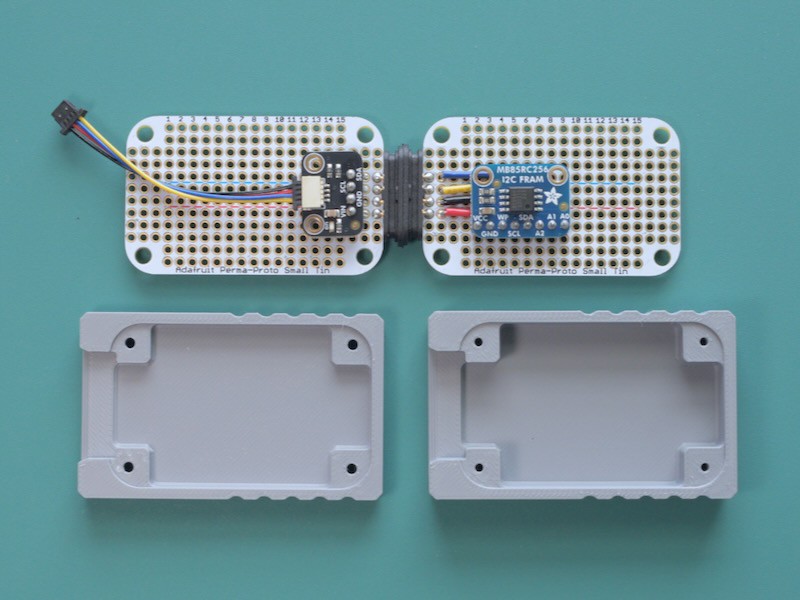 1 2 3 4 5 6 7 8 9 10 11 12 13 14 15
SDA
SCL
GND
VIN
Adafruit Perma-Proto Small Tin
1 2 3 4 5 6 7 8 9 10 11 12 13 14 15
MB85RC256
I2C FRAM
VCC WP SDA A1 A0
GND SCL A2
Adafruit Perma-Proto Small Tin